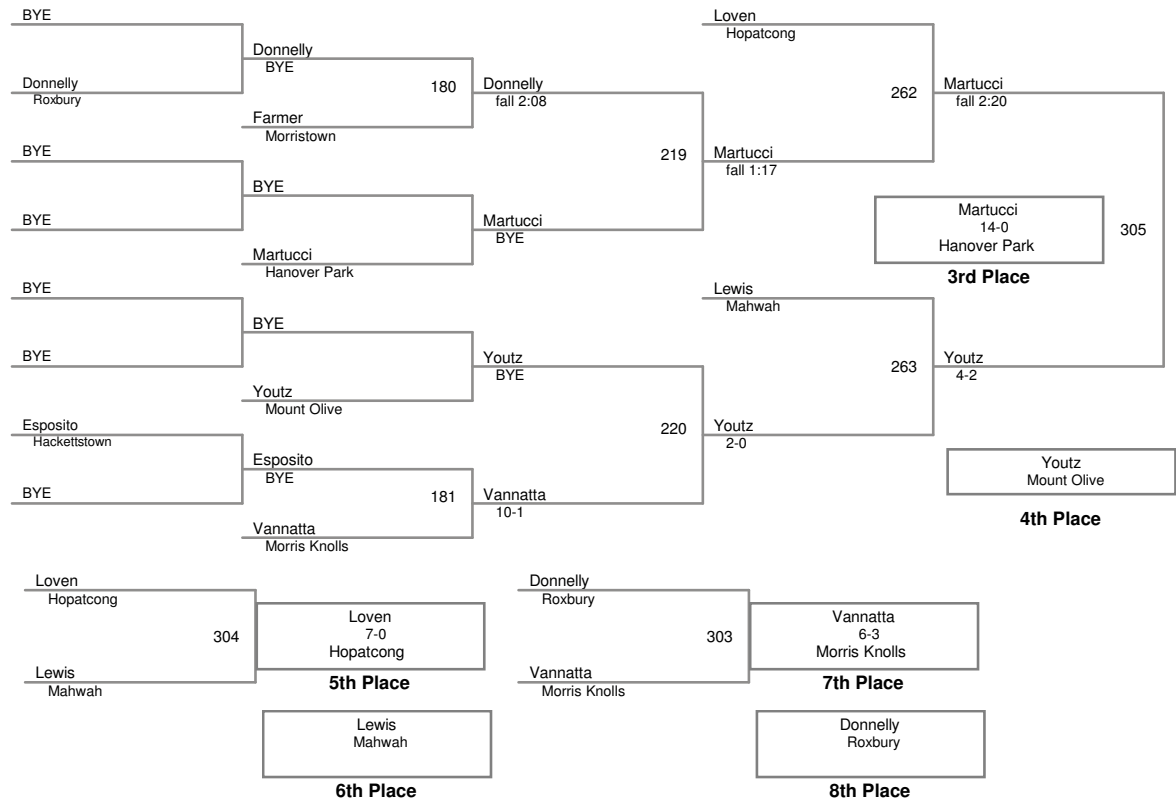 BYE
Donnelly
Roxbury
BYE
BYE
BYE
BYE
Esposito
Hackettstown
BYE
Donnelly
BYE
Farmer
Morristown
180
BYE
Martucci
Hanover Park
BYE
Youtz
Mount Olive
Esposito
BYE
Vannatta
Morris Knolls
181
Donnelly
fall 2:08
Martucci
BYE
219
Youtz
BYE
Vannatta
10-1
220
Loven
Hopatcong
Martucci
fall 1:17
262
Lewis
Mahwah
Youtz
2-0
263
Martucci
fall 2:20
Youtz
4-2
305
Martucci
14-0
Hanover Park
3rd Place
Youtz
Mount Olive
4th Place
Loven
Hopatcong
Lewis
Mahwah
304
Loven
7-0
Hopatcong
5th Place
Lewis
Mahwah
6th Place
Donnelly
Roxbury
Vannatta
Morris Knolls
303
Vannatta
6-3
Morris Knolls
7th Place
Donnelly
Roxbury
8th Place